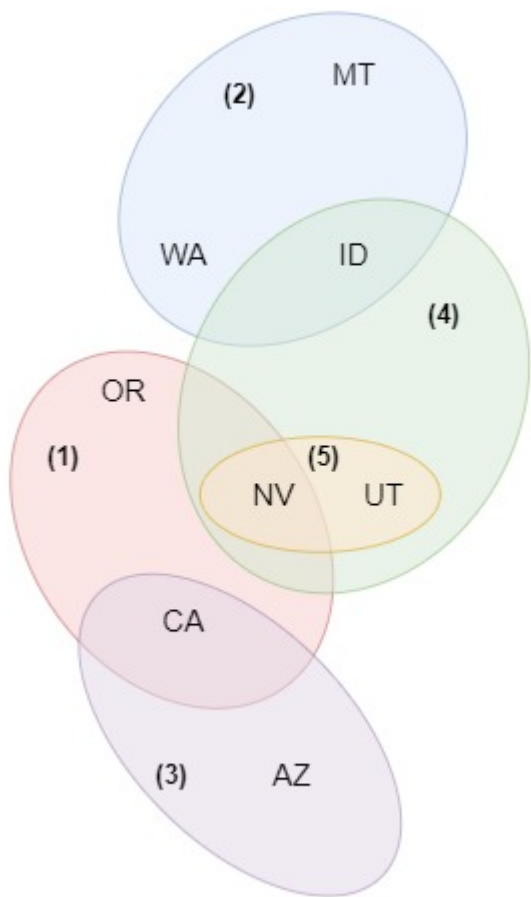 (2) MT
WA ID
(4)
OR
(1) (5)
NV UT
CA
(3) AZ